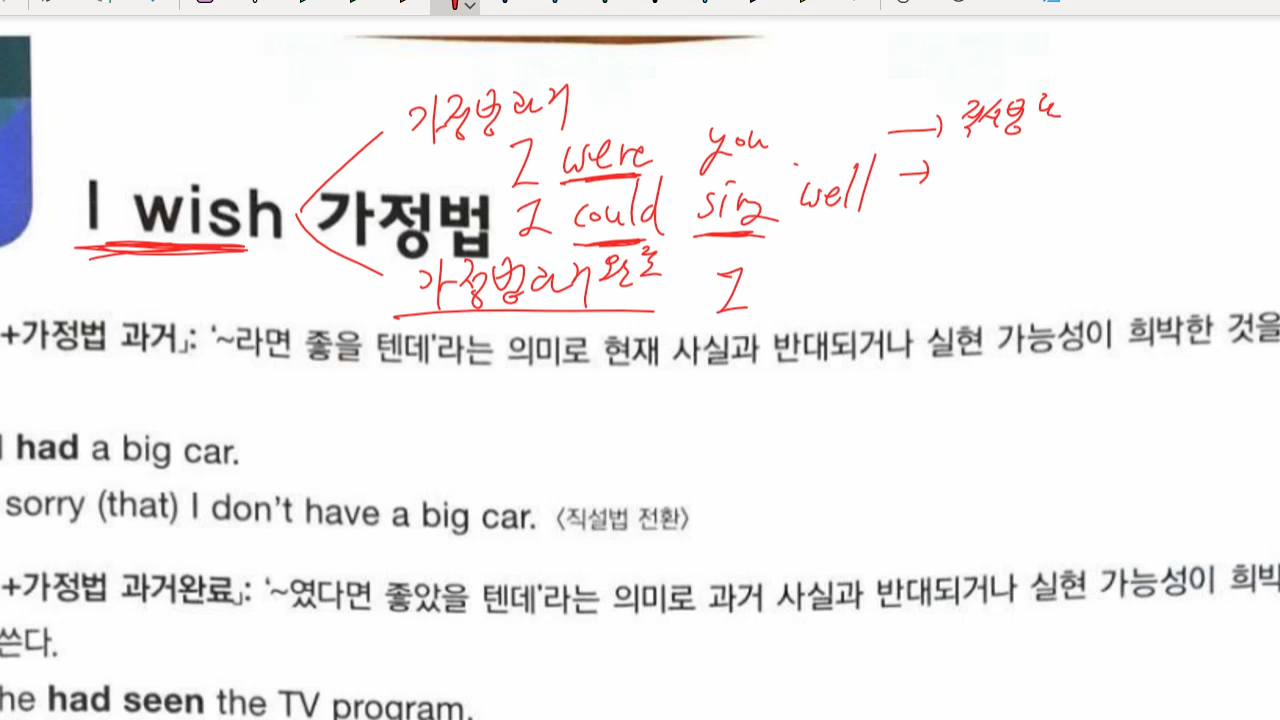 가정법과거
I were you
I could sing well → 직설법
I wish 가정법
가정법과거완료 I
+가정법 과거」: '~라면 좋을 텐데'라는 의미로 현재 사실과 반대되거나 실현 가능성이 희박한 것을
I had a big car.
sorry (that) I don't have a big car. 〈직설법 전환〉
+가정법 과거완료」: '~였다면 좋았을 텐데'라는 의미로 과거 사실과 반대되거나 실현 가능성이 희박
쓴다.
he had seen the TV program.